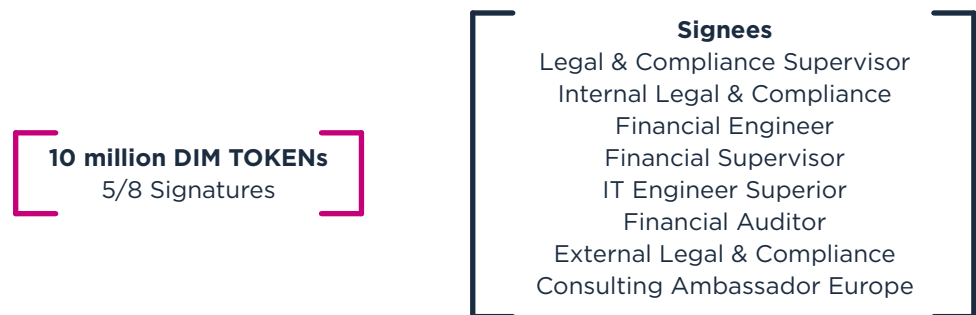 10 million DIM TOKENs
5/8 Signatures
Signees
Legal & Compliance Supervisor
Internal Legal & Compliance
Financial Engineer
Financial Supervisor
IT Engineer Superior
Financial Auditor
External Legal & Compliance
Consulting Ambassador Europe